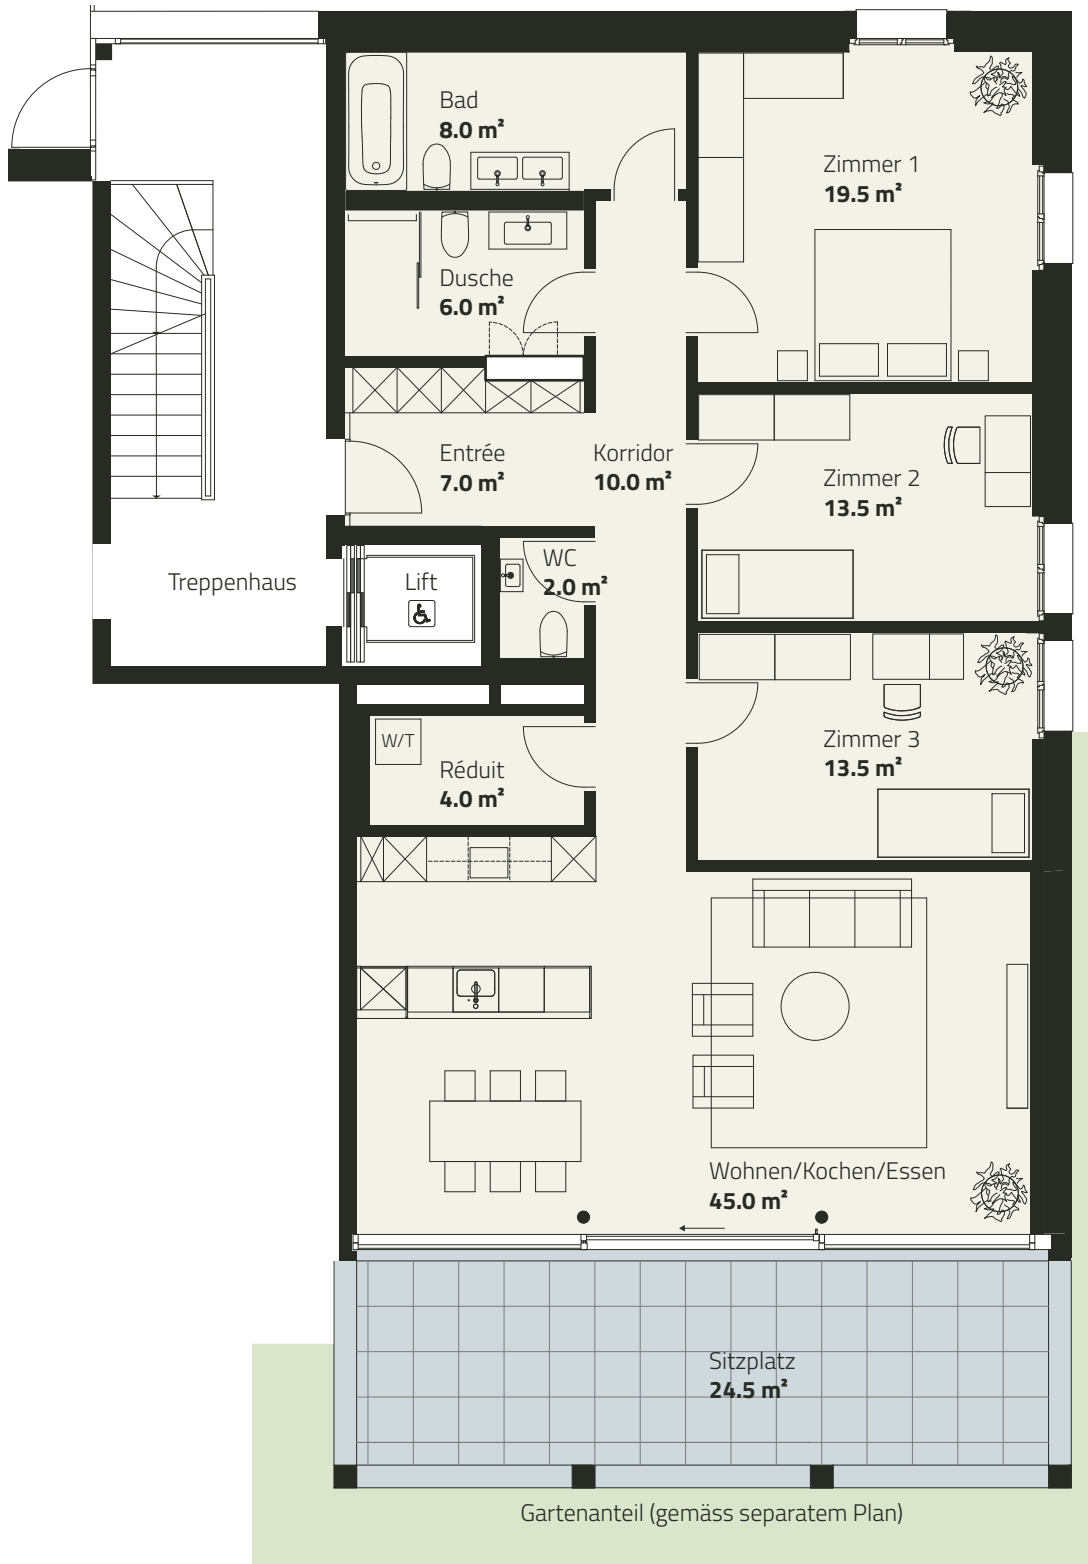 Bad
8.0 m²
Zimmer 1
19.5 m²
Dusche
6.0 m²
Entrée
7.0 m²
Korridor
10.0 m²
Zimmer 2
13.5 m²
Treppenhaus
Lift
WC
2.0 m²
W/T
Réduit
4.0 m²
Zimmer 3
13.5 m²
Wohnen/Kochen/Essen
45.0 m²
Sitzplatz
24.5 m²
Gartenanteil (gemäss separatem Plan)